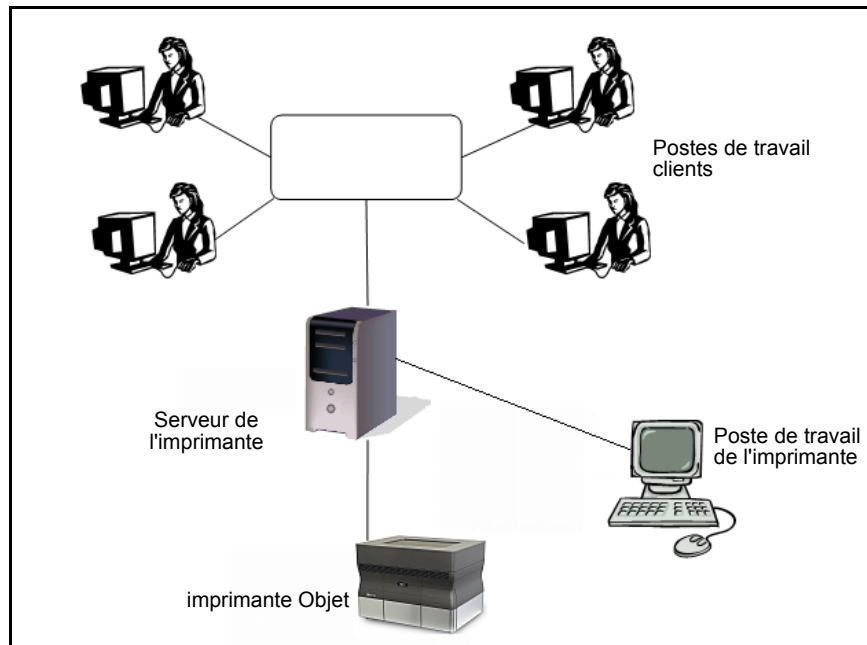 Postes de travail
clients
Serveur de
l'imprimante
Poste de travail
de l'imprimante
imprimante Objet